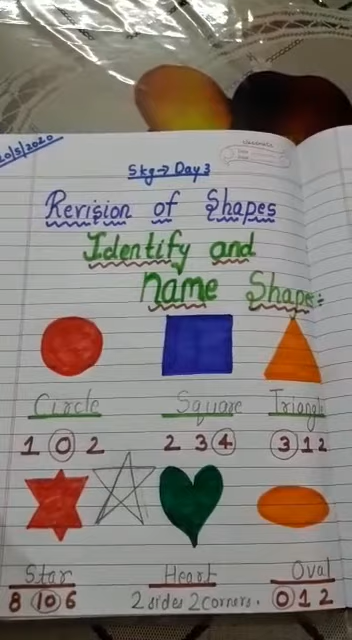 20/5/2020
Skg→ Day 3
Revision of Shapes
Identify and
Name Shapes:
Circle Square Triangle
1 0 2 2 3 4 3 1 2
Star Heart Oval
8 10 6 2 sides 2 corners. 0 1 2